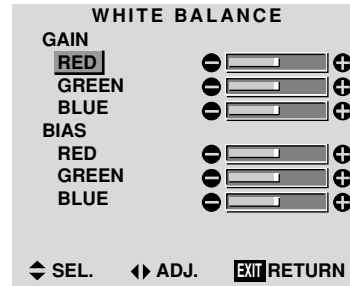 WHITE BALANCE
GAIN
RED
GREEN
BLUE
BIAS
RED
GREEN
BLUE
SEL. ADJ. EXIT RETURN